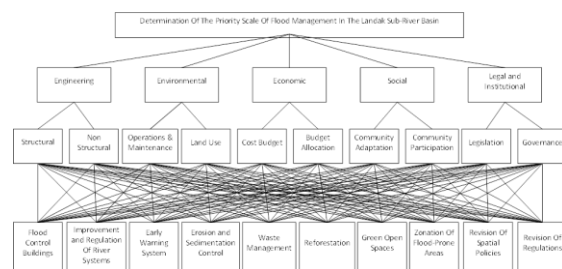 Determination Of The Priority Scale Of Flood Management In The Landak Sub-River Basin
Engineering
Environmental
Economic
Social
Legal and
Institutional
Structural
Non
Structural
Operations &
Maintenance
Land Use
Cost Budget
Budget
Allocation
Community
Adaptation
Community
Participation
Legislation
Governance
Flood
Control
Buildings
Improvement
and Regulation
Of River
Systems
Early
Warning
System
Erosion and
Sedimentation
Control
Waste
Management
Reforestation
Green Open
Spaces
Zonation Of
Flood-Prone
Areas
Revision Of
Spatial
Policies
Revision Of
Regulations